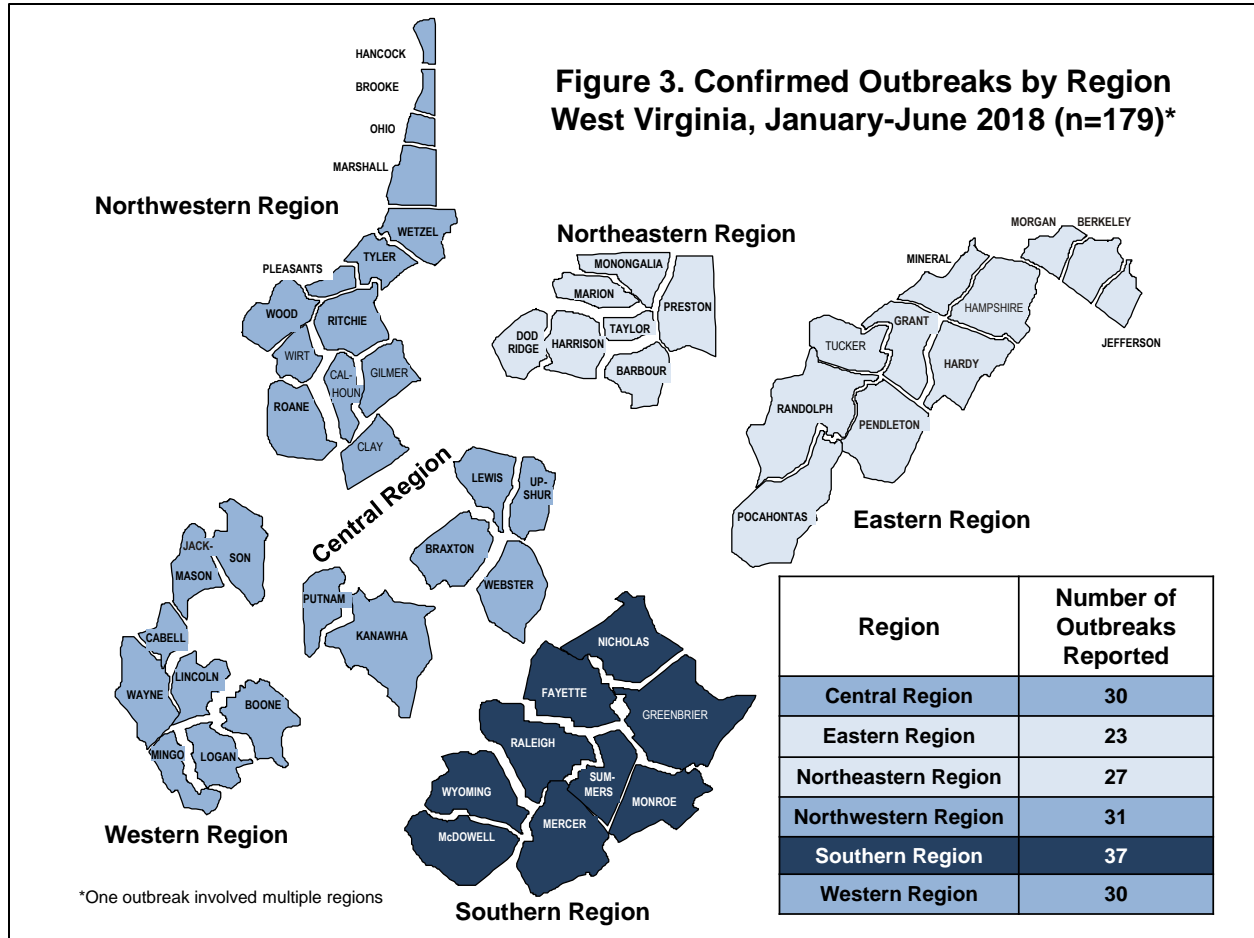 Figure 3. Confirmed Outbreaks by Region
West Virginia, January-June 2018 (n=179)*
HANCOCK
BROOKE
OHIO
MARSHALL
Northwestern Region
WETZEL
TYLER
PLEASANTS
WOOD
RITCHIE
WIRT
CAL-
HOUN
GILMER
ROANE
CLAY
Northeastern Region
MONONGALIA
MARION
PRESTON
TAYLOR
DOD
RIDGE
HARRISON
BARBOUR
MORGAN
BERKELEY
MINERAL
HAMPSHIRE
GRANT
JEFFERSON
TUCKER
HARDY
RANDOLPH
PENDLETON
POCAHONTAS
Eastern Region
Central Region
LEWIS
UP-
SHUR
BRAXTON
WEBSTER
PUTNAM
KANAWHA
JACK-
SON
MASON
CABELL
LINCOLN
WAYNE
BOONE
MINGO
LOGAN
Western Region
NICHOLAS
FAYETTE
GREENBRIER
RALEIGH
SUM-
MERS
WYOMING
MONROE
MERCER
McDOWELL
Southern Region
Region
Number of
Outbreaks
Reported
Central Region 30
Eastern Region 23
Northeastern Region 27
Northwestern Region 31
Southern Region 37
Western Region 30
*One outbreak involved multiple regions